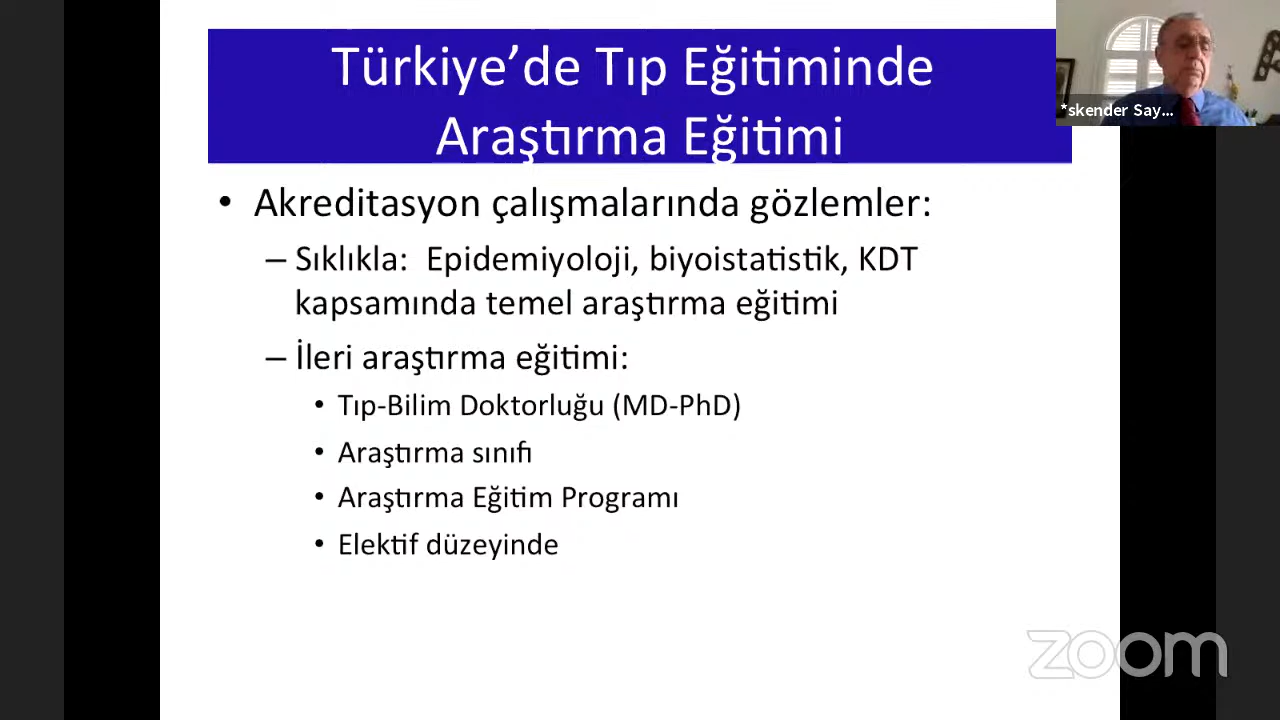 Türkiye’de Tıp Eğitiminde
Araştırma Eğitimi
*skender Say...
• Akreditasyon çalışmalarında gözlemler:
– Sıklıkla: Epidemiyoloji, biyoistatistik, KDT
kapsamında temel araştırma eğitimi
– İleri araştırma eğitimi:
• Tıp-Bilim Doktorluğu (MD-PhD)
• Araştırma sınıfı
• Araştırma Eğitim Programı
• Elektif düzeyinde
zoom